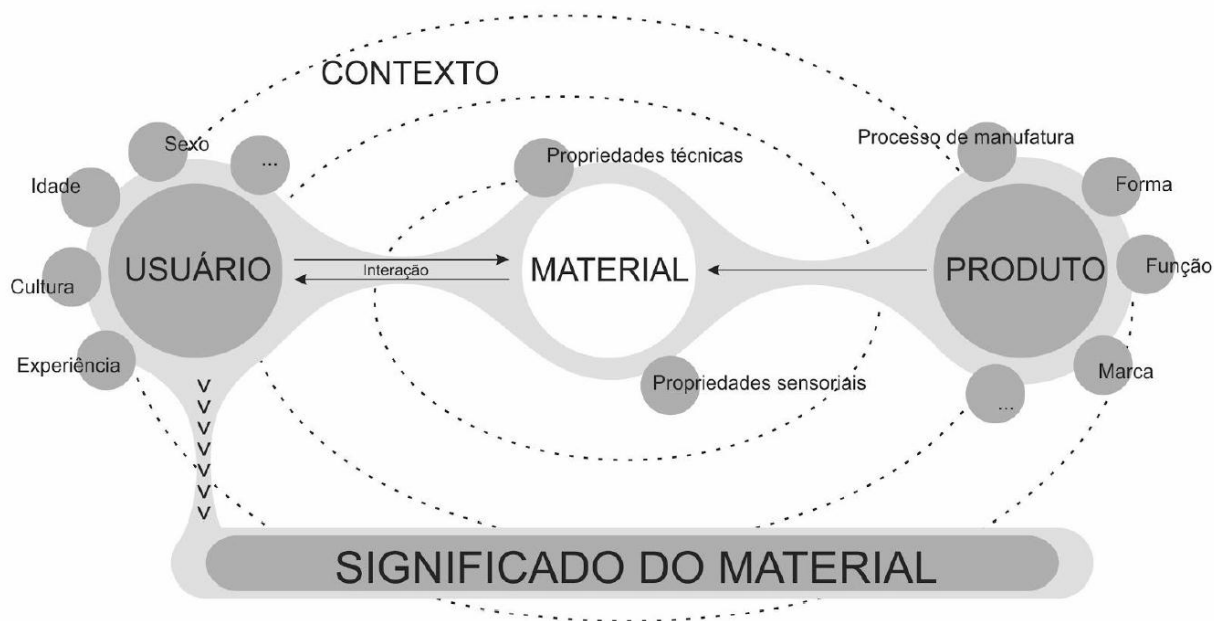 CONTEXTO
Sexo
...
Idade
USUÁRIO
Cultura
Experiência
Interação
Propriedades técnicas
MATERIAL
Propriedades sensoriais
Processo de manufatura
Forma
PRODUTO
Função
Marca
...
SIGNIFICADO DO MATERIAL